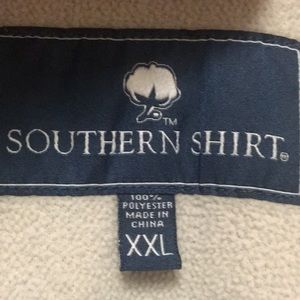 TM
SOUTHERN SHIRT®
100%
POLYESTER
MADE IN
CHINA
XXL